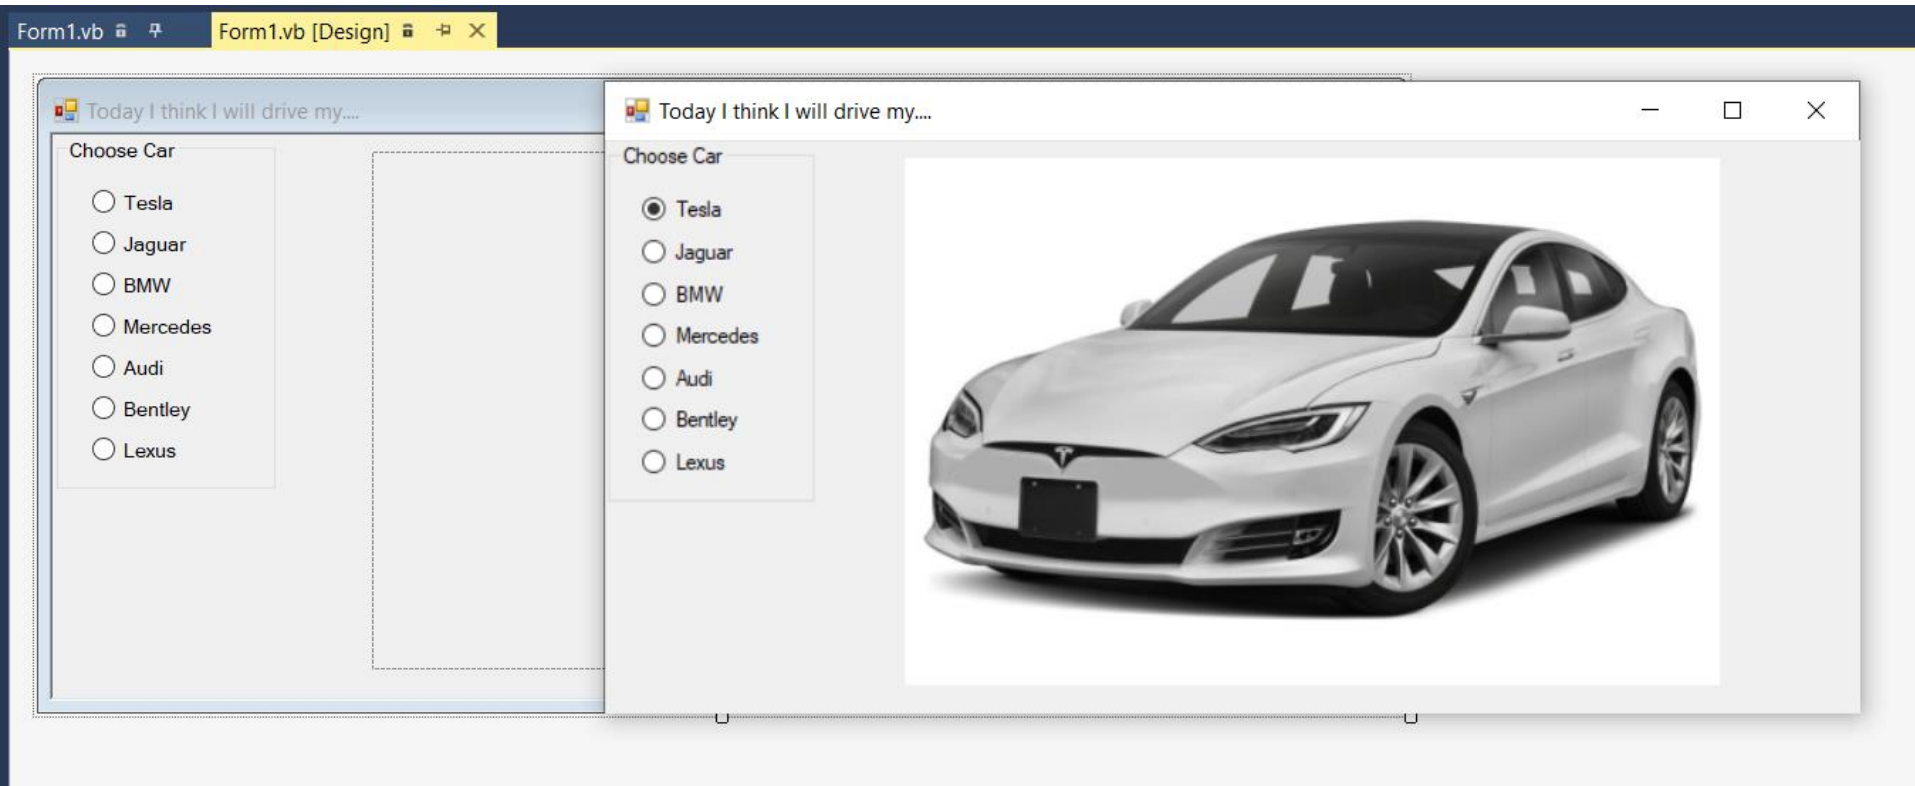 Form1.vb
Form1.vb [Design]
Today I think I will drive my....
Choose Car
Tesla
Jaguar
BMW
Mercedes
Audi
Bentley
Lexus
Today I think I will drive my....
Choose Car
Tesla
Jaguar
BMW
Mercedes
Audi
Bentley
Lexus